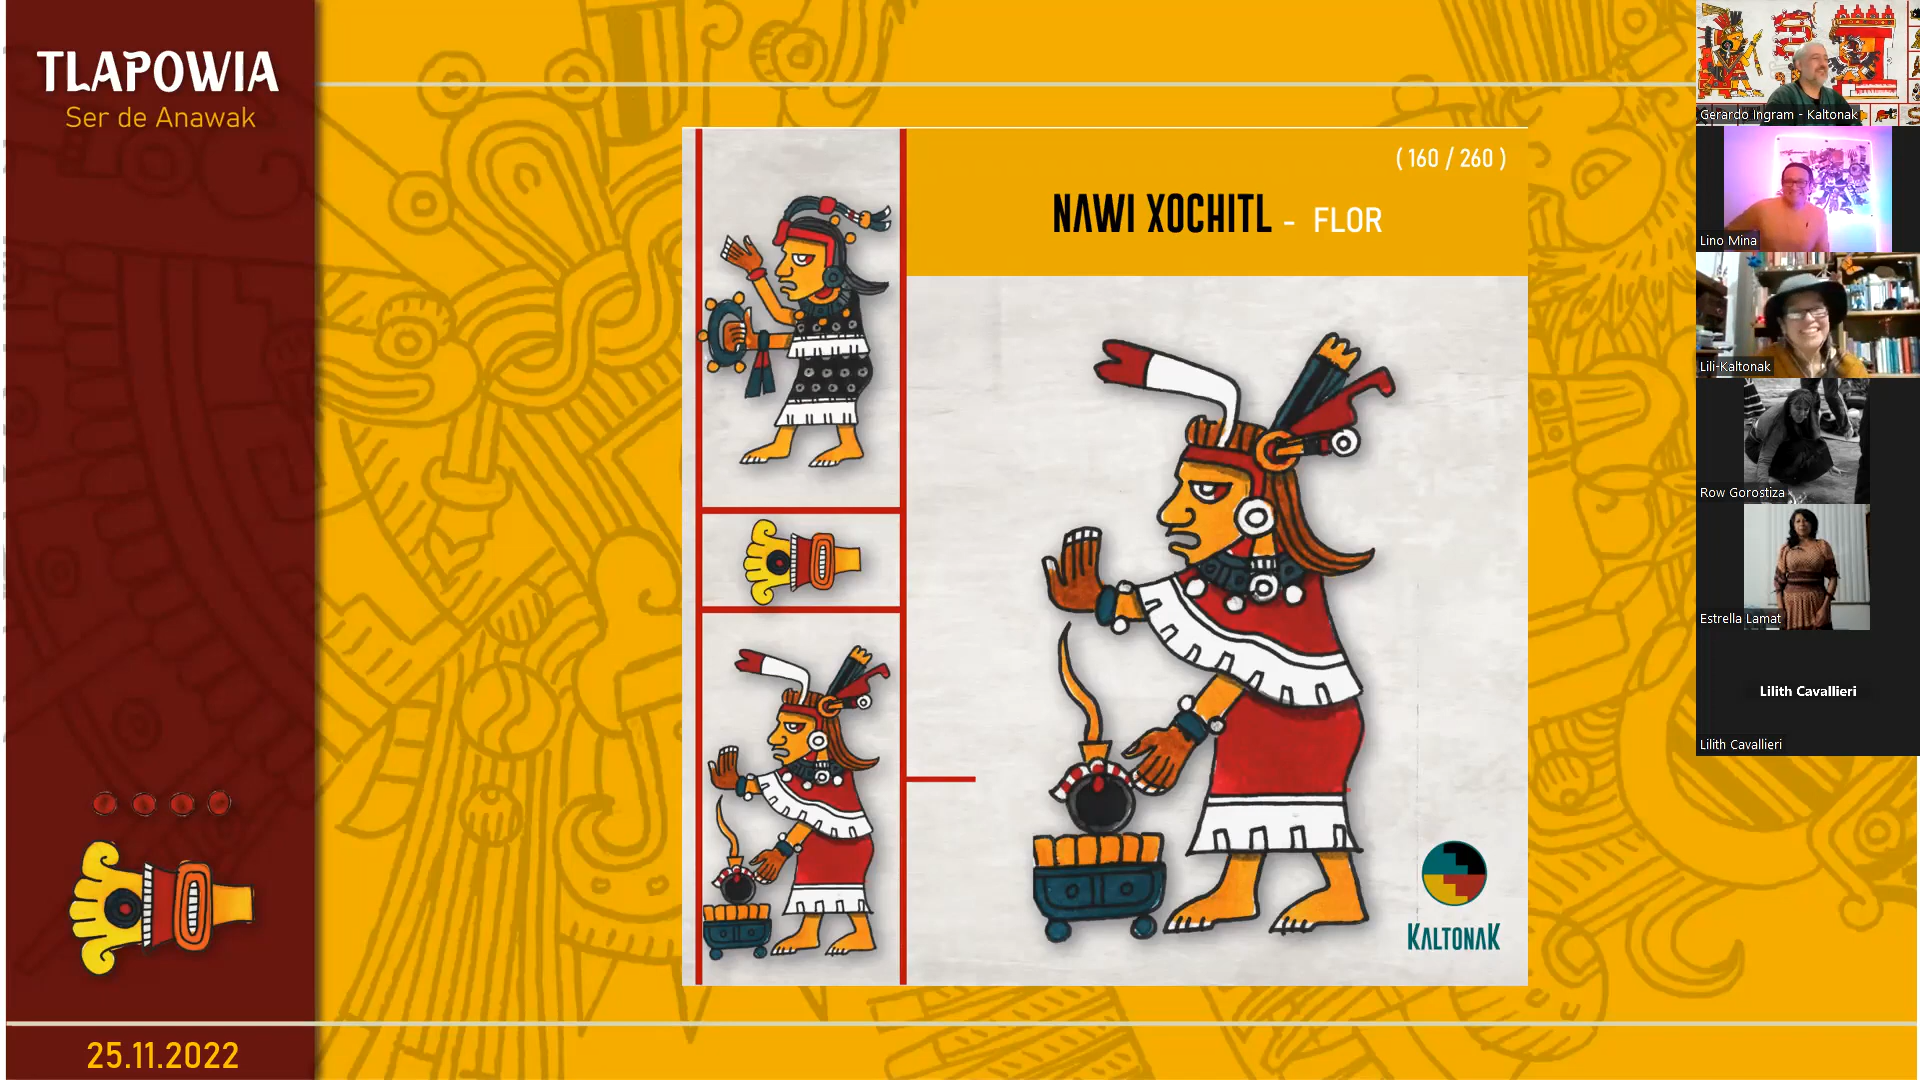 TLAPOWIA
Ser de Anawak
25.11.2022
( 160 / 260 )
NAWI XOCHITL - FLOR
KALTONAK
Gerardo Ingram - Kaltonak
Lino Mina
Lili-Kaltonak
Row Gorostiza
Estrella Lamat
Lilith Cavallieri
Lilith Cavallieri